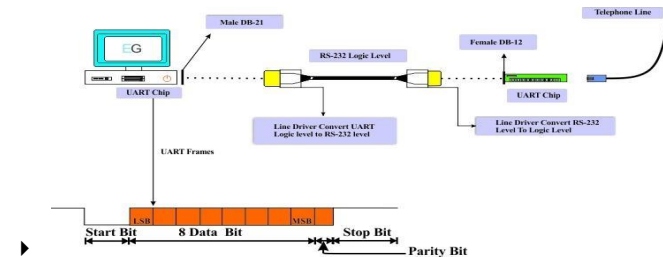 Telephone Line
Male DB-21
EG
RS-232 Logic Level
Female DB-12
UART Chip
UART Chip
Line Driver Convert UART
Logic level to RS-232 level
Line Driver Convert RS-232
Level To Logic Level
UART Frames
LSB
MSB
Start Bit
8 Data Bit
Stop Bit
Parity Bit